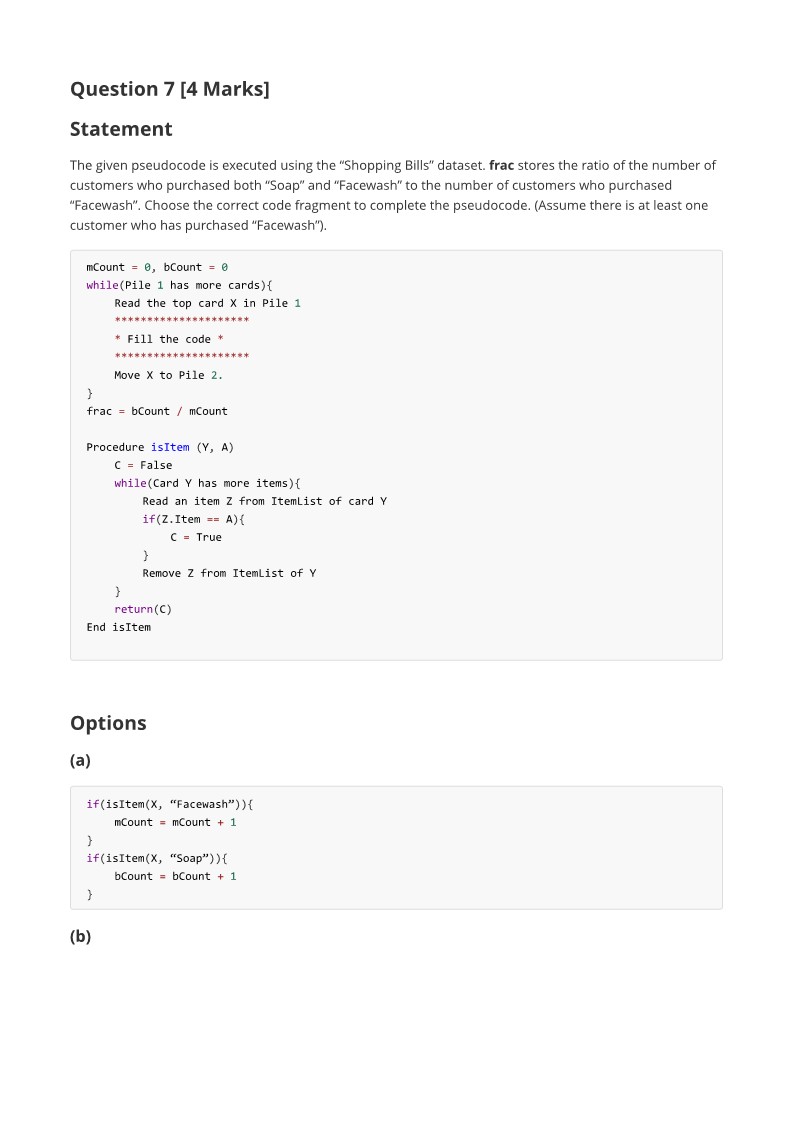 Question 7 [4 Marks]
Statement
The given pseudocode is executed using the “Shopping Bills” dataset. frac stores the ratio of the number of
customers who purchased both “Soap” and “Facewash” to the number of customers who purchased
“Facewash”. Choose the correct code fragment to complete the pseudocode. (Assume there is at least one
customer who has purchased “Facewash”).
mCount = 0, bCount = 0
while(Pile 1 has more cards){
    Read the top card X in Pile 1
    *********************
    * Fill the code *
    *********************
    Move X to Pile 2.
}
frac = bCount / mCount

Procedure isItem (Y, A)
    C = False
    while(Card Y has more items){
        Read an item Z from ItemList of card Y
        if(Z.Item == A){
            C = True
        }
        Remove Z from ItemList of Y
    }
    return(C)
End isItem
Options
(a)
if(isItem(X, “Facewash”)){
    mCount = mCount + 1
}
if(isItem(X, “Soap”)){
    bCount = bCount + 1
}
(b)